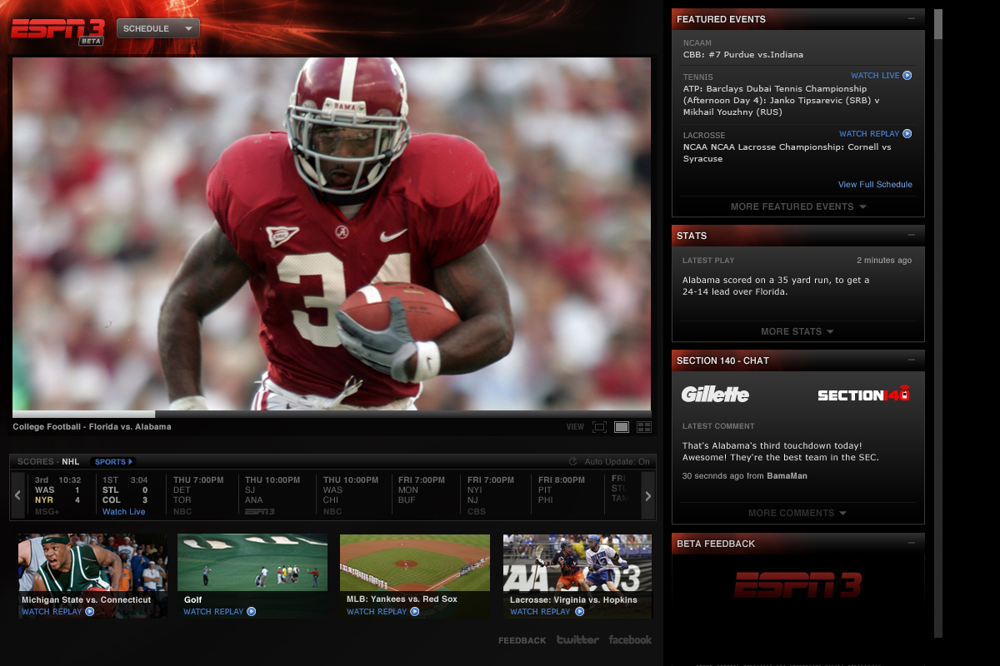 ESPN 3
BETA
SCHEDULE
BAMA
34
College Football - Florida vs. Alabama
VIEW
SCORES - NHL
SPORTS
Auto Update: On
3rd 10:32
WAS 1
NYR 4
MSG+
1ST 3:04
STL 0
COL 3
Watch Live
THU 7:00PM
DET
TOR
NBC
THU 10:00PM
SJ
ANA
ESPN 3
THU 10:00PM
WAS
CHI
NBC
FRI 7:00PM
MON
BUF
FRI 7:00PM
NYI
NJ
CBS
FRI 8:00PM
PIT
PHI
FRI
STL
TAM
Michigan State vs. Connecticut
WATCH REPLAY
Golf
WATCH REPLAY
MLB: Yankees vs. Red Sox
WATCH REPLAY
Lacrosse: Virginia vs. Hopkins
WATCH REPLAY
FEEDBACK
twitter
facebook
FEATURED EVENTS
NCAAM
CBB: #7 Purdue vs.Indiana
TENNIS
WATCH LIVE
ATP: Barclays Dubai Tennis Championship
(Afternoon Day 4): Janko Tipsarevic (SRB) v
Mikhail Youzhny (RUS)
LACROSSE
WATCH REPLAY
NCAA NCAA Lacrosse Championship: Cornell vs
Syracuse
View Full Schedule
MORE FEATURED EVENTS
STATS
LATEST PLAY
2 minutes ago
Alabama scored on a 35 yard run, to get a
24-14 lead over Florida.
MORE STATS
SECTION 140 - CHAT
Gillette
SECTION140
LATEST COMMENT
That's Alabama's third touchdown today!
Awesome! They're the best team in the SEC.
30 secnnds ago from BamaMan
MORE COMMENTS
BETA FEEDBACK
ESPN 3